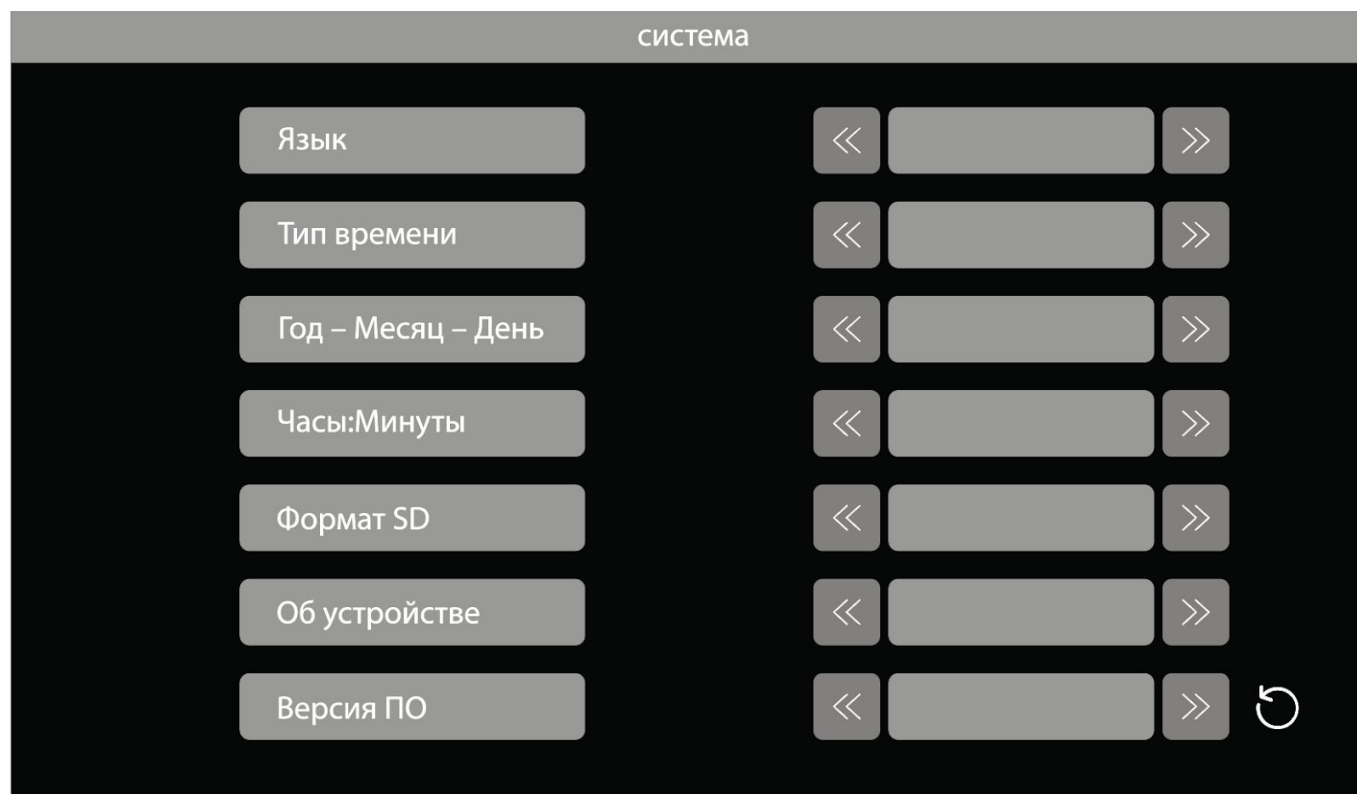 система
Язык
Тип времени
Год – Месяц – День
Часы:Минуты
Формат SD
Об устройстве
Версия ПО